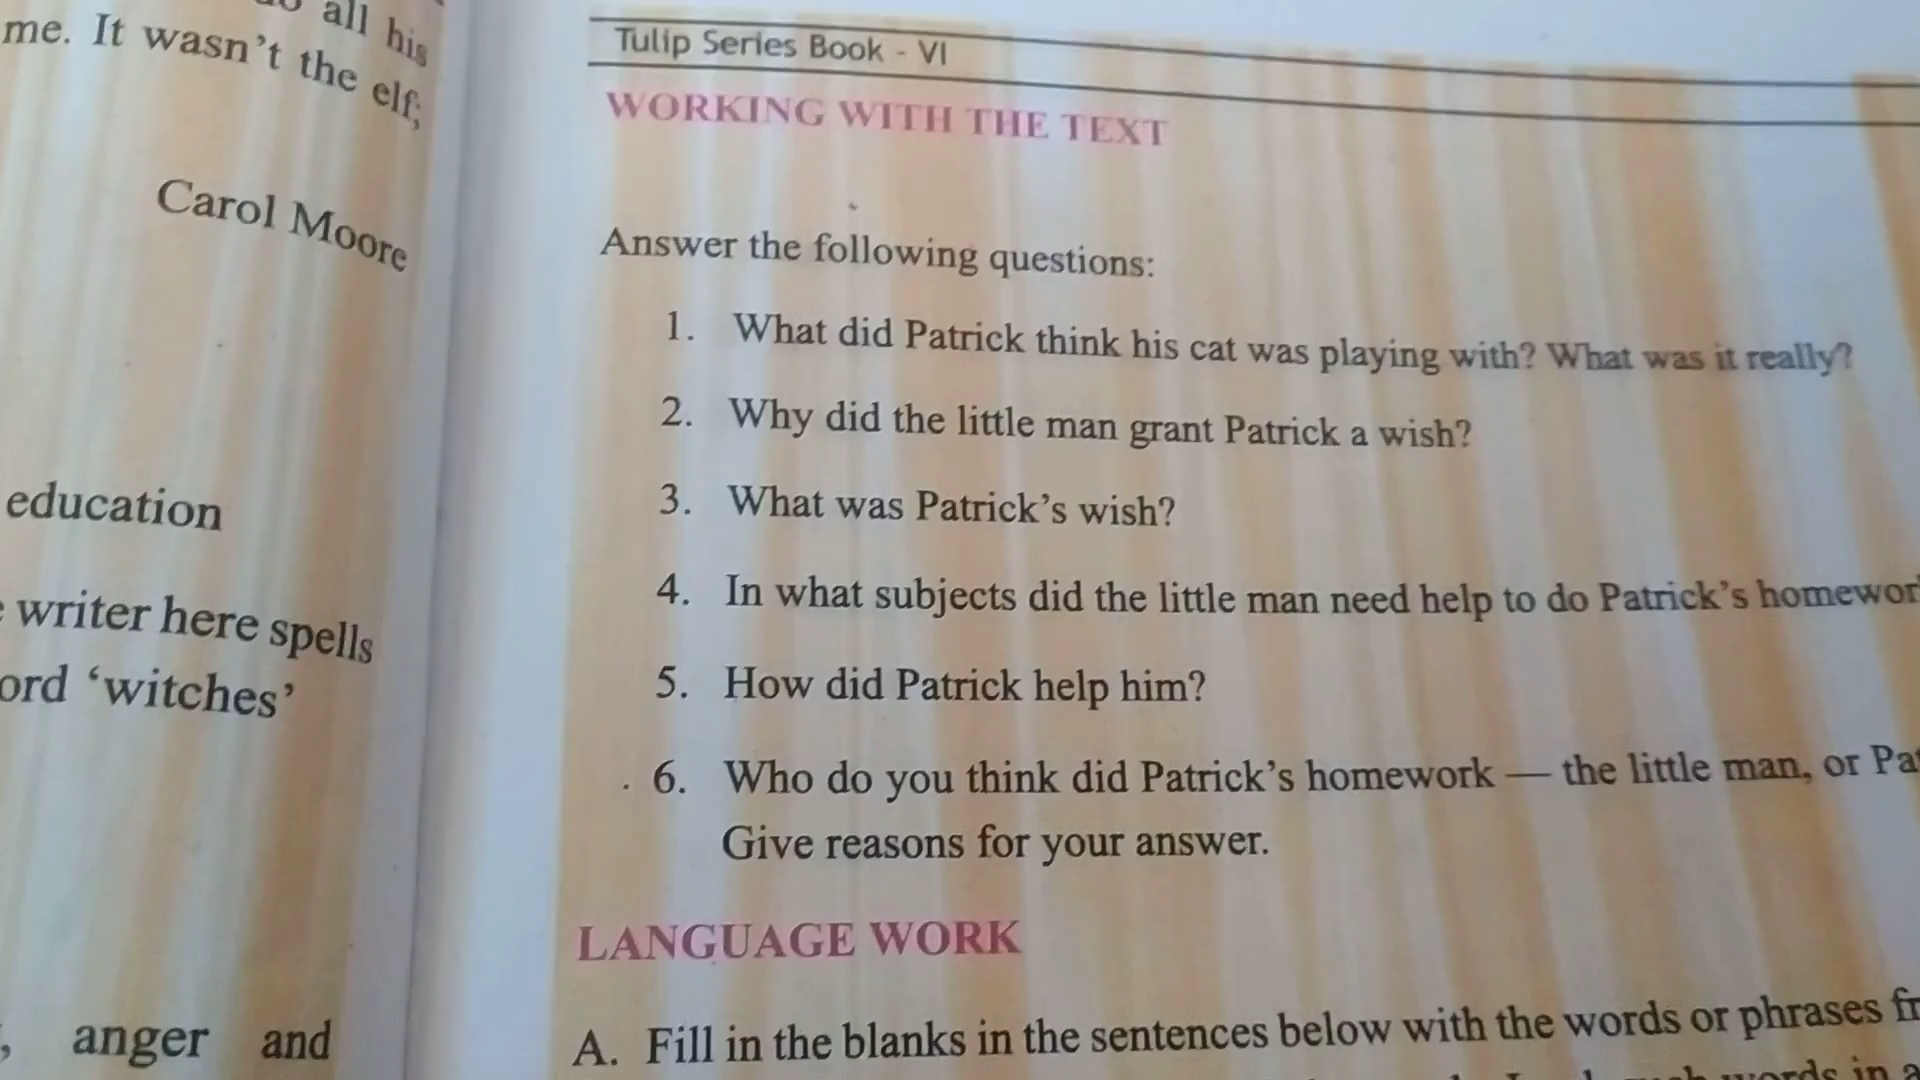 all his
me. It wasn't the elf;
Carol Moore
education
writer here spells
'witches'
anger and
Tulip Series Book - VI
WORKING WITH THE TEXT
Answer the following questions:
1. What did Patrick think his cat was playing with? What was it really?
2. Why did the little man grant Patrick a wish?
3. What was Patrick's wish?
4. In what subjects did the little man need help to do Patrick's
5. How did Patrick help him?
6. Who do you think did Patrick's homework — the little man, or
Give reasons for your answer.
LANGUAGE WORK
A. Fill in the blanks in the sentences below with the words or phrases
words in